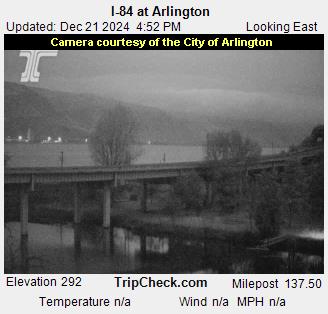 I-84 at Arlington
Updated: Dec 21 2024 4:52 PM Looking East
Camera courtesy of the City of Arlington
Elevation 292 TripCheck.com Milepost 137.50
Temperature n/a Wind n/a MPH n/a